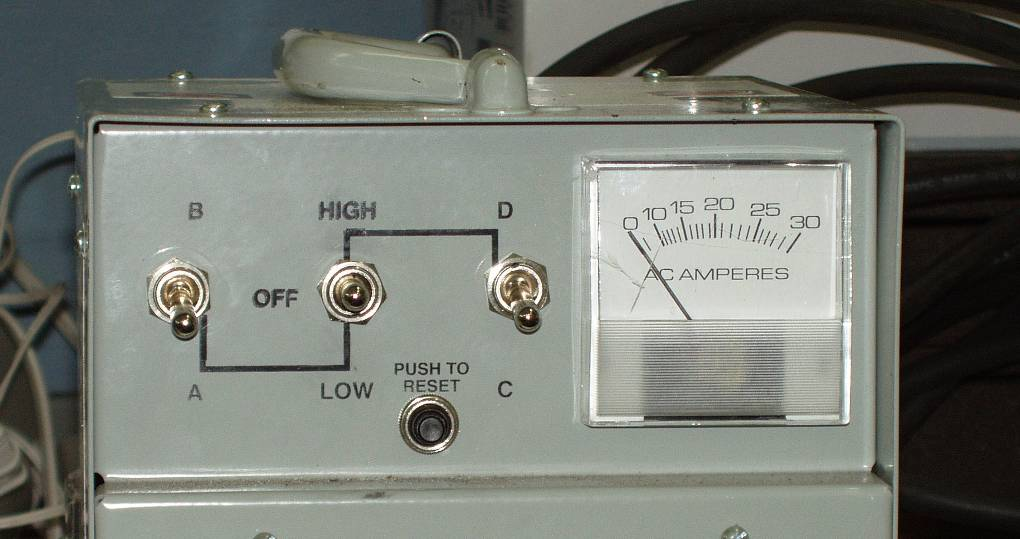 B HIGH D
OFF
A LOW C
PUSH TO
RESET
0 10 15 20 25 30
AC AMPERES